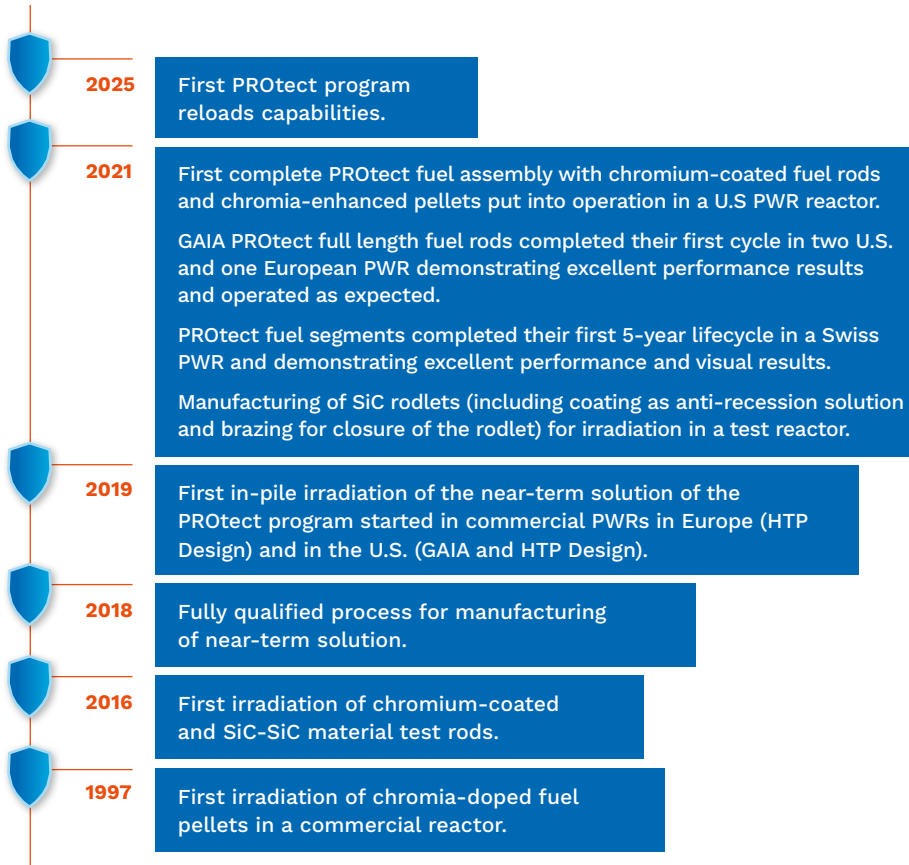 2025
First PROtect program
reloads capabilities.
2021
First complete PROtect fuel assembly with chromium-coated fuel rods
and chromia-enhanced pellets put into operation in a U.S PWR reactor.
GAIA PROtect full length fuel rods completed their first cycle in two U.S.
and one European PWR demonstrating excellent performance results
and operated as expected.
PROtect fuel segments completed their first 5-year lifecycle in a Swiss
PWR and demonstrating excellent performance and visual results.
Manufacturing of SiC rodlets (including coating as anti-recession solution
and brazing for closure of the rodlet) for irradiation in a test reactor.
2019
First in-pile irradiation of the near-term solution of the
PROtect program started in commercial PWRs in Europe (HTP
Design) and in the U.S. (GAIA and HTP Design).
2018
Fully qualified process for manufacturing
of near-term solution.
2016
First irradiation of chromium-coated
and SiC-SiC material test rods.
1997
First irradiation of chromia-doped fuel
pellets in a commercial reactor.